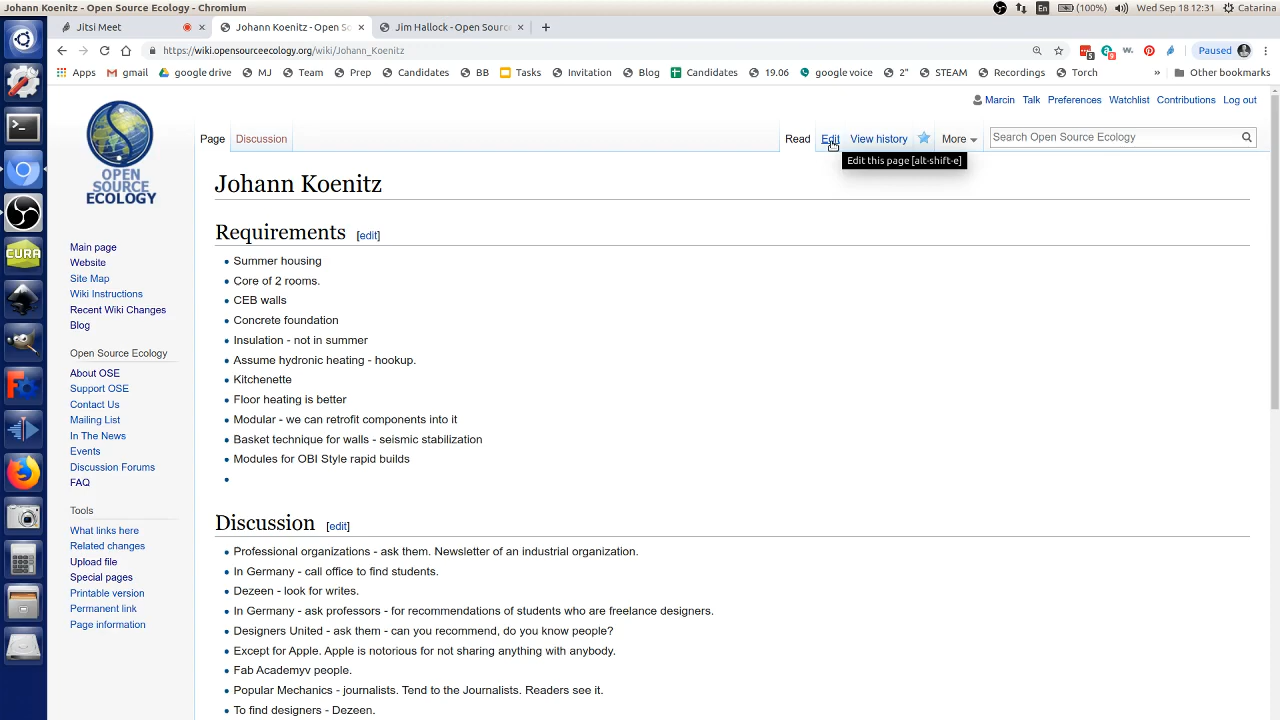 Johann Koenitz - Open Source Ecology - Chromium
En
(100%)
Wed Sep 18 12:31
Catarina
Jitsi Meet
Johann Koenitz - Open So
Jim Hallock - Open Source
https://wiki.opensourceecology.org/wiki/Johann_Koenitz
5
9
W.
Paused
Apps
gmail
google drive
MJ
Team
Prep
Candidates
BB
Tasks
Invitation
Blog
Candidates
19.06
google voice
2"
STEAM
Recordings
Torch
»
Other bookmarks
Marcin
Talk
Preferences
Watchlist
Contributions
Log out
Page
Discussion
Read
Edit
View history
More
Search Open Source Ecology
Edit this page [alt-shift-e]
OPEN
SOURCE
ECOLOGY
CURA
Main page
Website
Site Map
Wiki Instructions
Recent Wiki Changes
Blog
Open Source Ecology
About OSE
Support OSE
Contact Us
Mailing List
In The News
Events
Discussion Forums
FAQ
Tools
What links here
Related changes
Upload file
Special pages
Printable version
Permanent link
Page information
Johann Koenitz
Requirements [edit]
Summer housing
Core of 2 rooms.
CEB walls
Concrete foundation
Insulation - not in summer
Assume hydronic heating - hookup.
Kitchenette
Floor heating is better
Modular - we can retrofit components into it
Basket technique for walls - seismic stabilization
Modules for OBI Style rapid builds
Discussion [edit]
Professional organizations - ask them. Newsletter of an industrial organization.
In Germany - call office to find students.
Dezeen - look for writes.
In Germany - ask professors - for recommendations of students who are freelance designers.
Designers United - ask them - can you recommend, do you know people?
Except for Apple. Apple is notorious for not sharing anything with anybody.
Fab Academyv people.
Popular Mechanics - journalists. Tend to the Journalists. Readers see it.
To find designers - Dezeen.